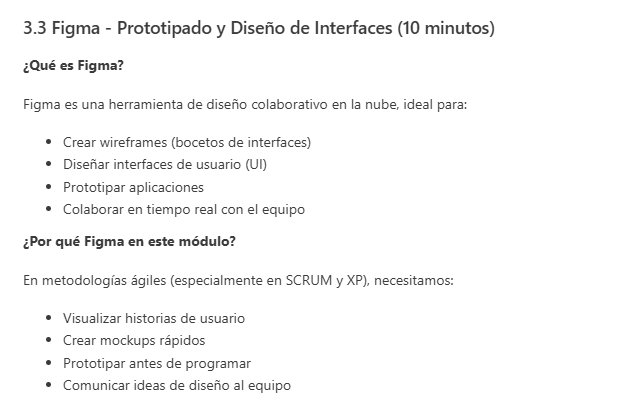 3.3 Figma - Prototipado y Diseño de Interfaces (10 minutos)
¿Qué es Figma?
Figma es una herramienta de diseño colaborativo en la nube, ideal para:
• Crear wireframes (bocetos de interfaces)
• Diseñar interfaces de usuario (UI)
• Prototipar aplicaciones
• Colaborar en tiempo real con el equipo
¿Por qué Figma en este módulo?
En metodologías ágiles (especialmente en SCRUM y XP), necesitamos:
• Visualizar historias de usuario
• Crear mockups rápidos
• Prototipar antes de programar
• Comunicar ideas de diseño al equipo